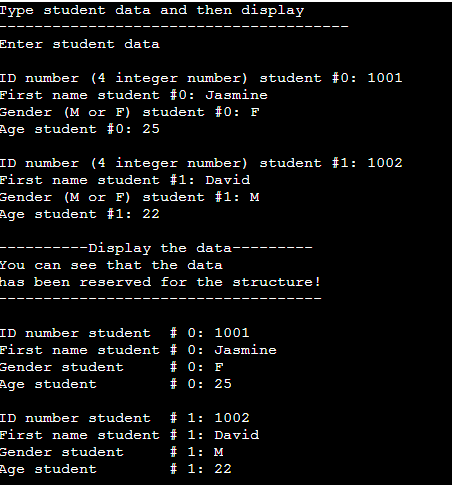 Type student data and then display
---------------------------------------
Enter student data
ID number (4 integer number) student #0: 1001
First name student #0: Jasmine
Gender (M or F) student #0: F
Age student #0: 25
ID number (4 integer number) student #1: 1002
First name student #1: David
Gender (M or F) student #1: M
Age student #1: 22
----------Display the data---------
You can see that the data
has been reserved for the structure!
------------------------------------
ID number student  # 0: 1001
First name student # 0: Jasmine
Gender student     # 0: F
Age student        # 0: 25
ID number student  # 1: 1002
First name student # 1: David
Gender student     # 1: M
Age student        # 1: 22